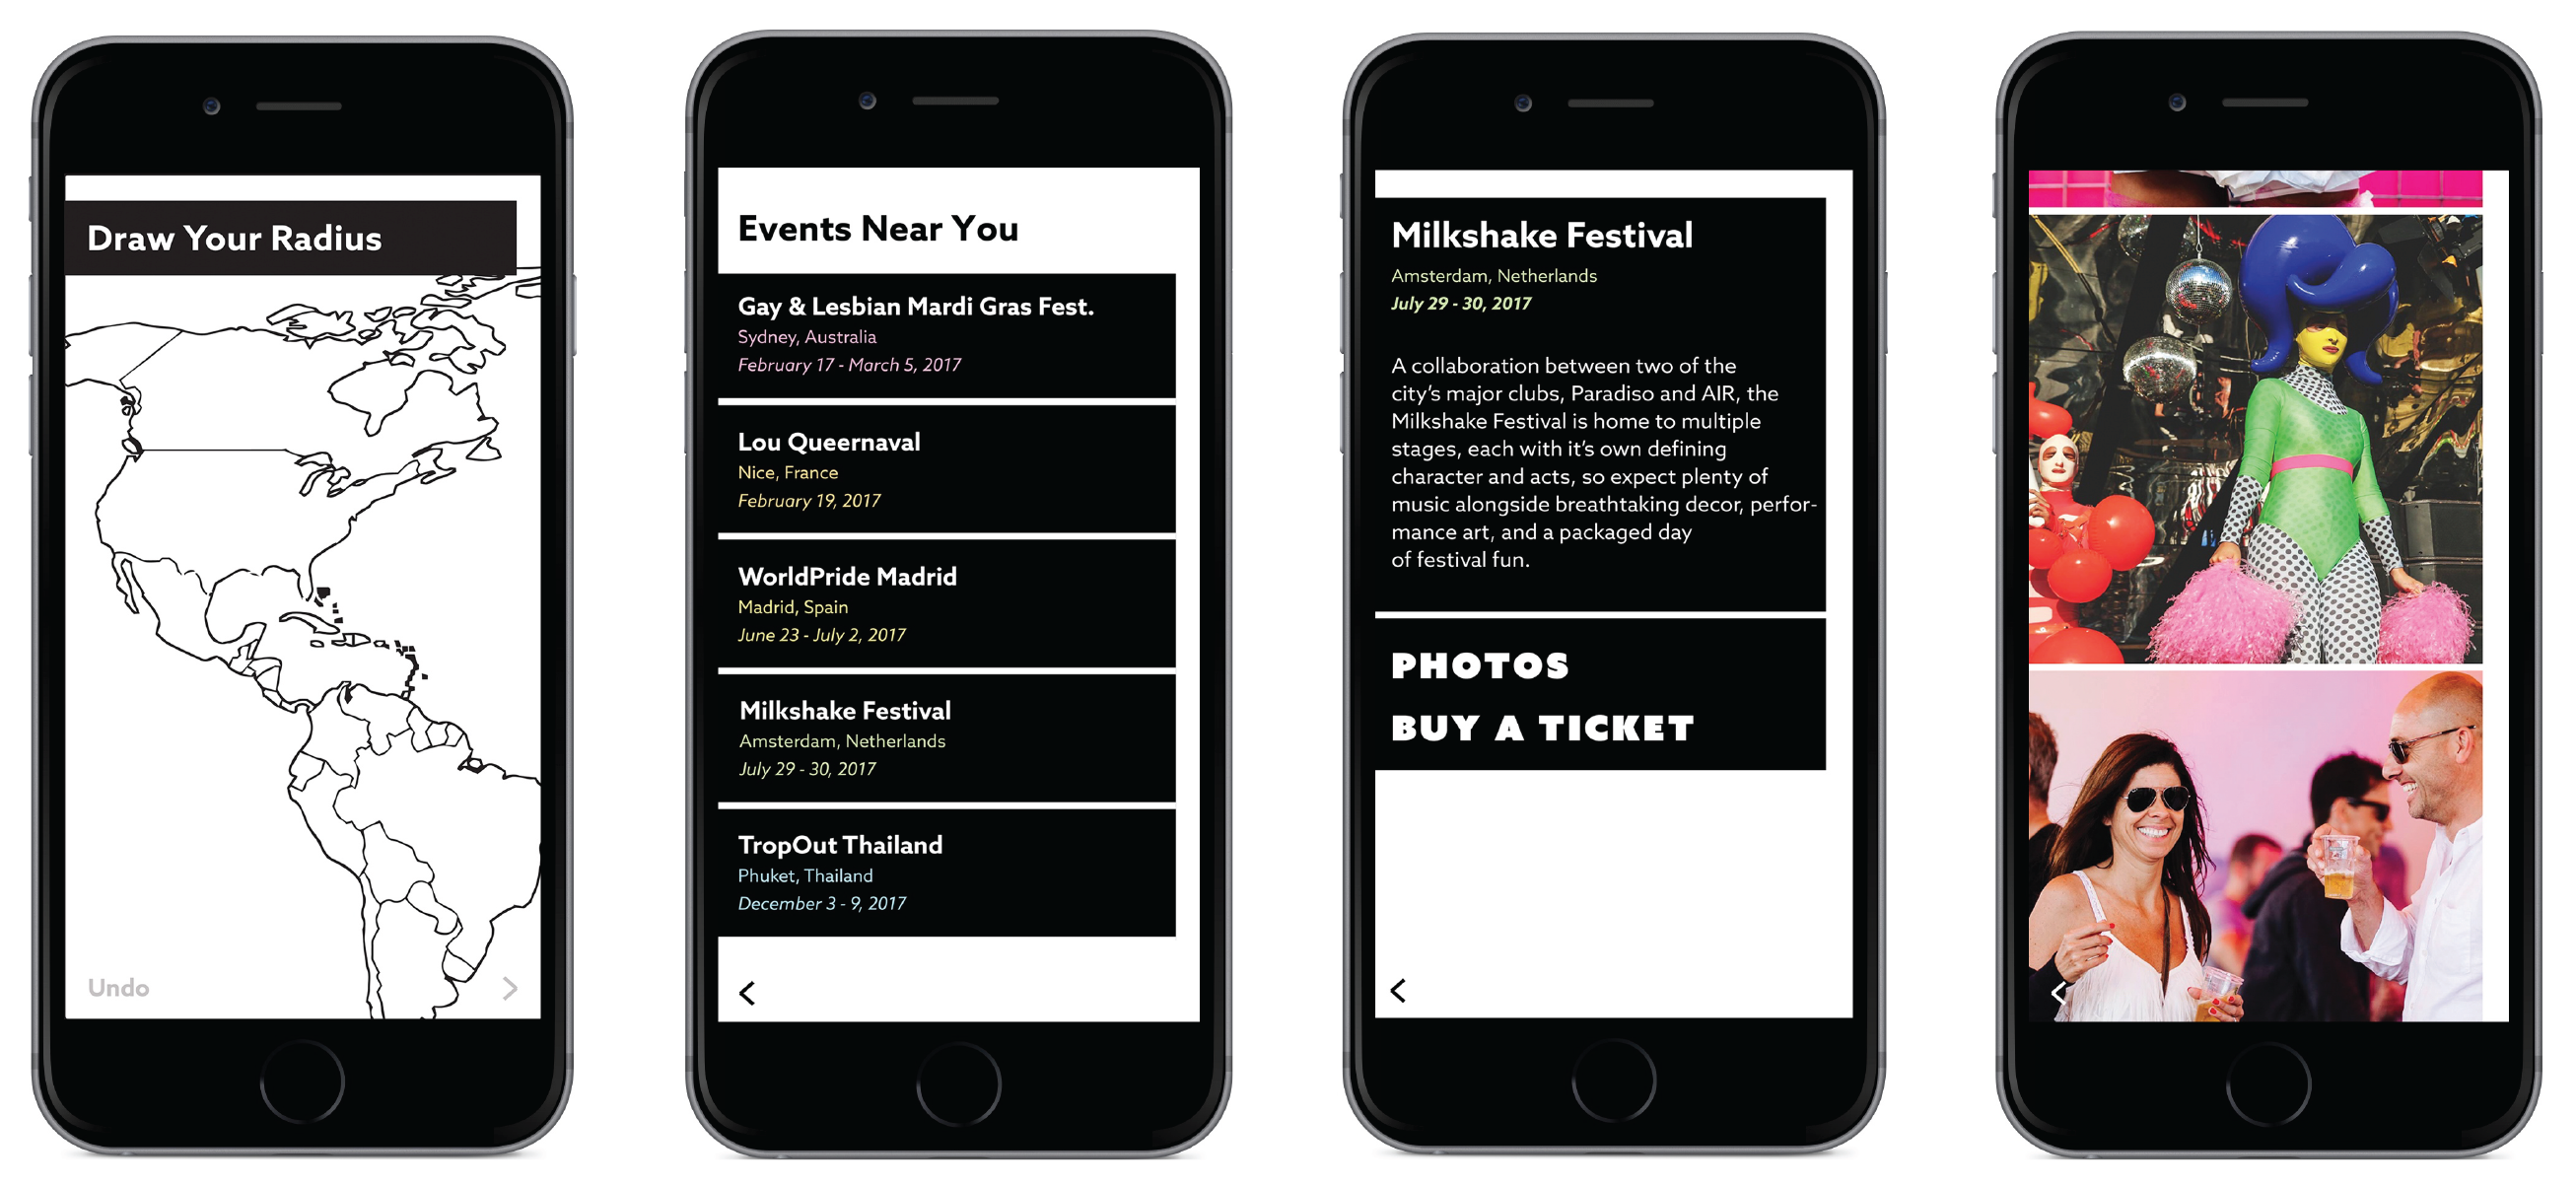 Draw Your Radius
Undo
Events Near You
Gay & Lesbian Mardi Gras Fest.
Sydney, Australia
February 17 - March 5, 2017
Lou Queernaval
Nice, France
February 19, 2017
WorldPride Madrid
Madrid, Spain
June 23 - July 2, 2017
Milkshake Festival
Amsterdam, Netherlands
July 29 - 30, 2017
TropOut Thailand
Phuket, Thailand
December 3 - 9, 2017
Milkshake Festival
Amsterdam, Netherlands
July 29 - 30, 2017
A collaboration between two of the
city's major clubs, Paradiso and AIR, the
Milkshake Festival is home to multiple
stages, each with it's own defining
character and acts, so expect plenty of
music alongside breathtaking decor, perfor-
mance art, and a packaged day
of festival fun.
PHOTOS
BUY A TICKET